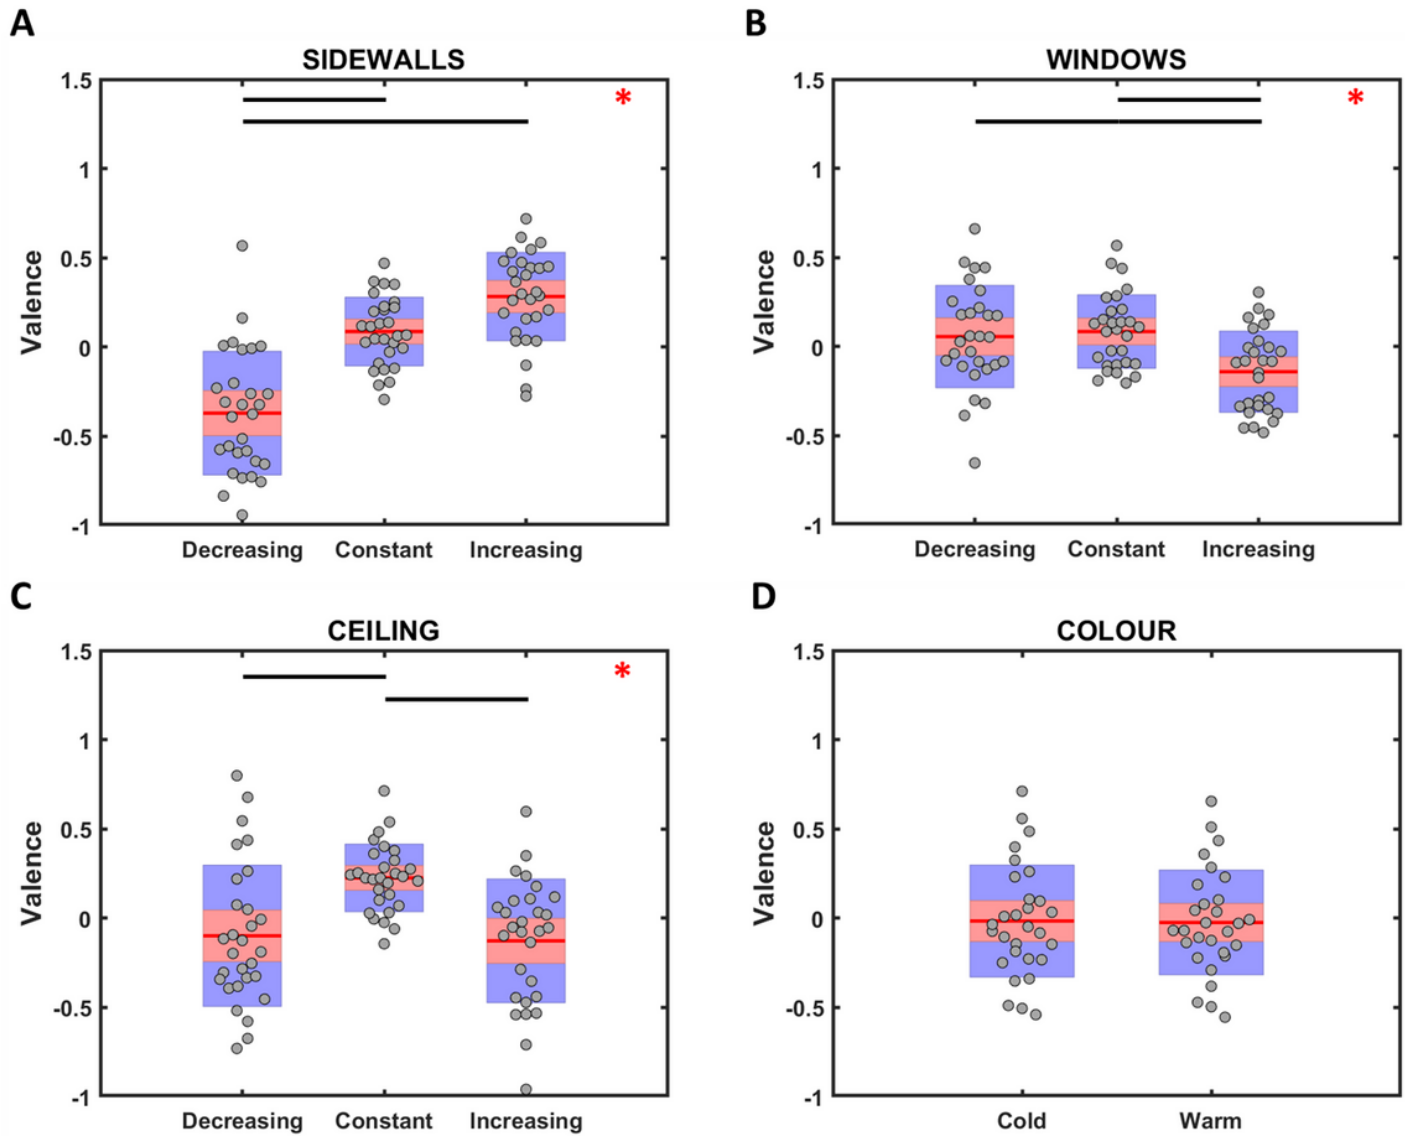 A
SIDEWALLS
*
Valence
1.5
1
0.5
0
-0.5
-1
Decreasing Constant Increasing
B
WINDOWS
*
Valence
1.5
1
0.5
0
-0.5
-1
Decreasing Constant Increasing
C
CEILING
*
Valence
1.5
1
0.5
0
-0.5
-1
Decreasing Constant Increasing
D
COLOUR
Valence
1.5
1
0.5
0
-0.5
-1
Cold Warm